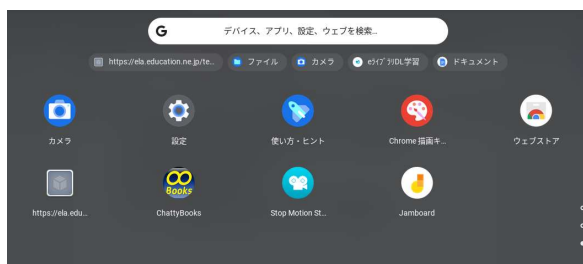 G デバイス、アプリ、設定、ウェブを検索...
https://ela.education.ne.jp/te... ファイル カメラ eﾗｲﾌﾞﾗﾘDL学習 ドキュメント
カメラ 設定 使い方・ヒント Chrome 描画キ... ウェブストア
Books
https://ela.edu... ChattyBooks Stop Motion St... Jamboard